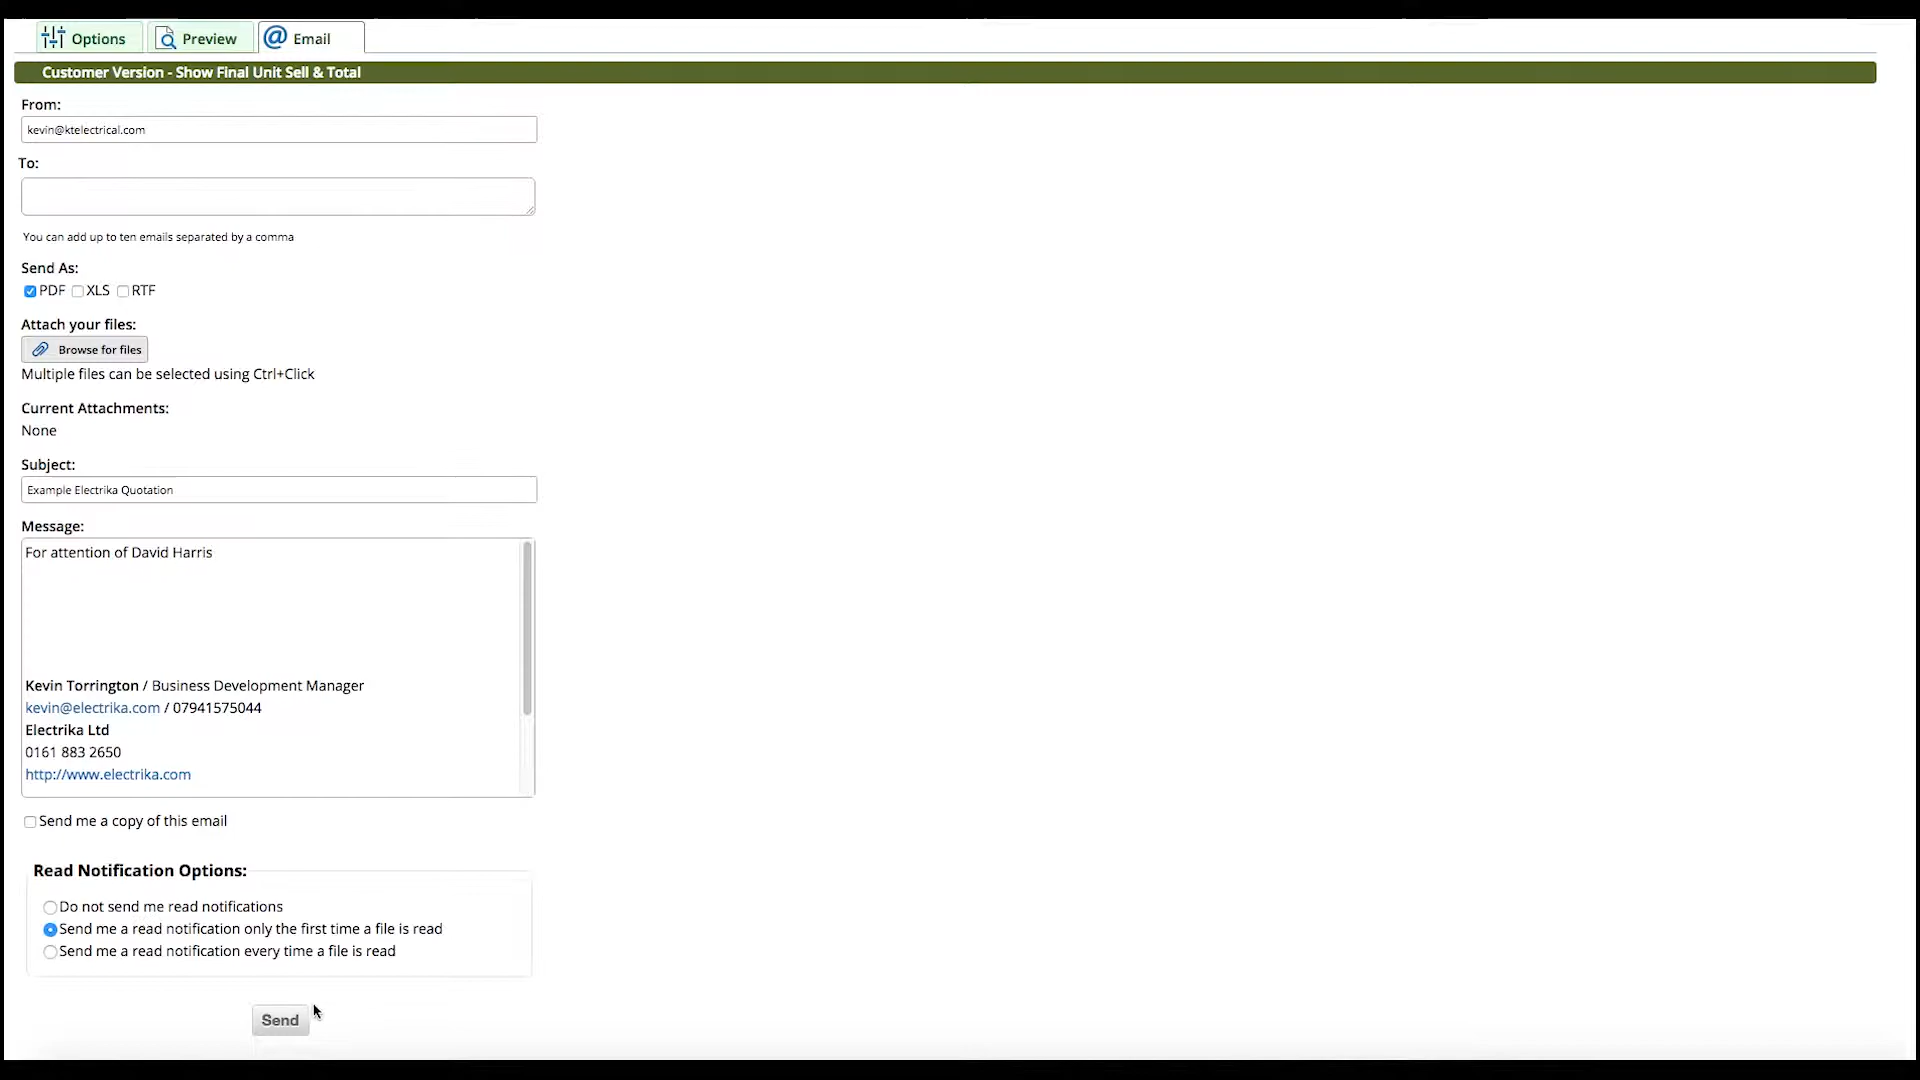 Options
Preview
@ Email
Customer Version - Show Final Unit Sell & Total
From:
kevin@ktelectrical.com
To:
You can add up to ten emails separated by a comma
Send As:
PDF XLS RTF
Attach your files:
Browse for files
Multiple files can be selected using Ctrl+Click
Current Attachments:
None
Subject:
Example Electrika Quotation
Message:
For attention of David Harris
Kevin Torrington / Business Development Manager
kevin@electrika.com / 07941575044
Electrika Ltd
0161 883 2650
http://www.electrika.com
Send me a copy of this email
Read Notification Options:
Do not send me read notifications
Send me a read notification only the first time a file is read
Send me a read notification every time a file is read
Send